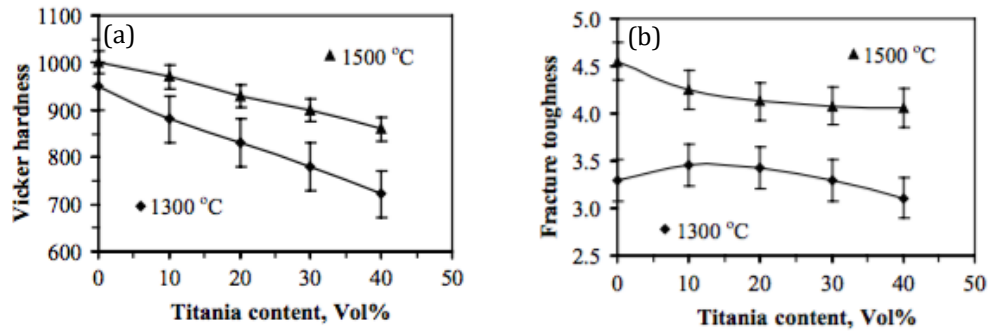 (a)
1100
1000
900
800
700
600
Vicker hardness
1500 °C
1300 °C
0 10 20 30 40 50
Titania content, Vol%
(b)
5.0
4.5
4.0
3.5
3.0
2.5
Fracture toughness
1500 °C
1300 °C
0 10 20 30 40 50
Titania content, Vol%